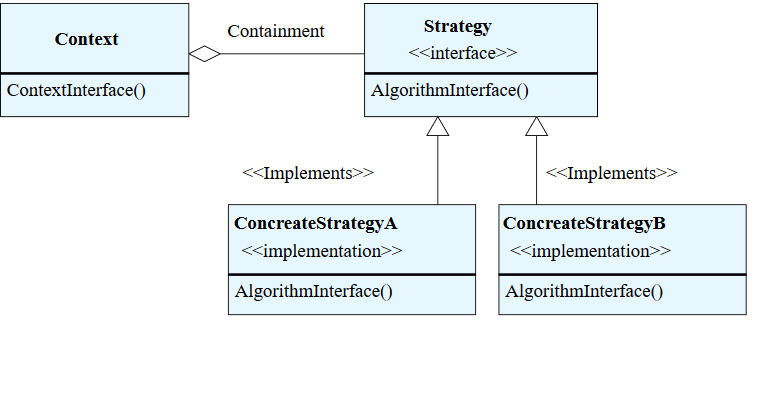 Context
ContextInterface()
Containment
Strategy
<<interface>>
AlgorithmInterface()
<<Implements>>
<<Implements>>
ConcreateStrategyA
<<implementation>>
AlgorithmInterface()
ConcreateStrategyB
<<implementation>>
AlgorithmInterface()